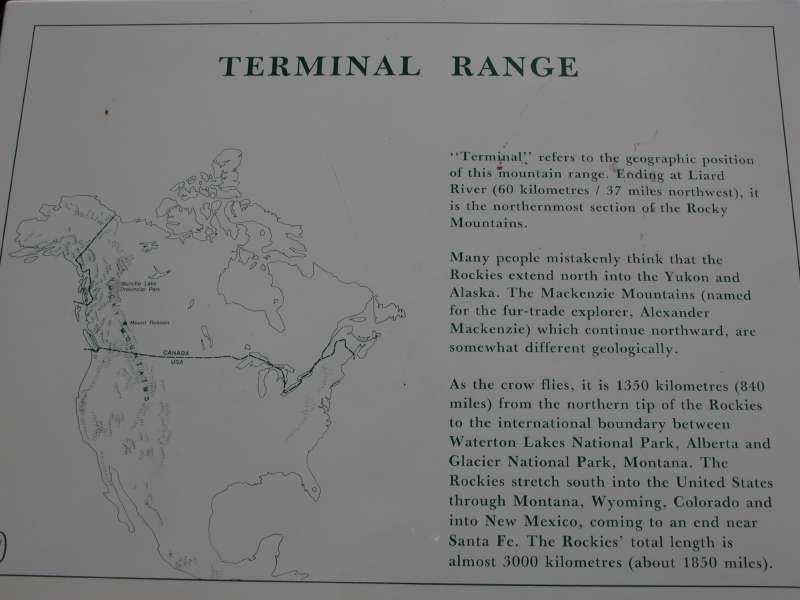 TERMINAL RANGE
"Terminal" refers to the geographic position
of this mountain range. Ending at Liard
River (60 kilometres / 37 miles northwest), it
is the northernmost section of the Rocky
Mountains.
Many people mistakenly think that the
Rockies extend north into the Yukon and
Alaska. The Mackenzie Mountains (named
for the fur-trade explorer, Alexander
Mackenzie) which continue northward, are
somewhat different geologically.
As the crow flies, it is 1350 kilometres (840
miles) from the northern tip of the Rockies
to the international boundary between
Waterton Lakes National Park, Alberta and
Glacier National Park, Montana. The
Rockies stretch south into the United States
through Montana, Wyoming, Colorado and
into New Mexico, coming to an end near
Santa Fe. The Rockies' total length is
almost 3000 kilometres (about 1850 miles).
Muncho Lake
Provincial Park
Mount Robson
MOUNTAINS
CANADA
USA